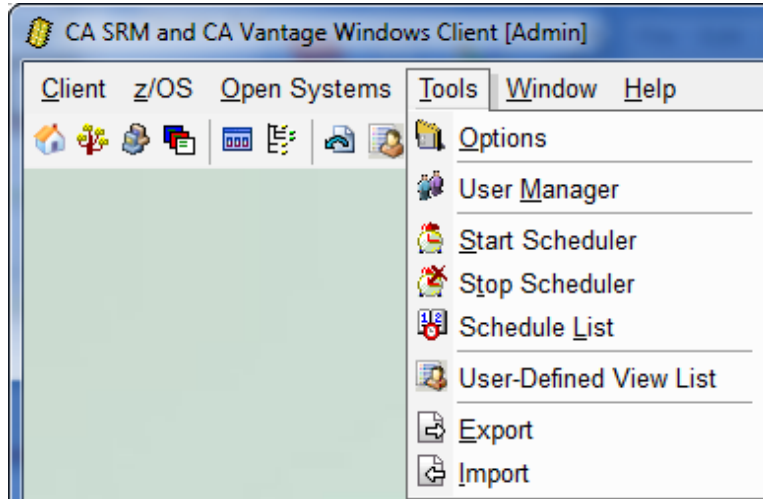 CA SRM and CA Vantage Windows Client [Admin]
Client z/OS Open Systems Tools Window Help
Options
User Manager
Start Scheduler
Stop Scheduler
Schedule List
User-Defined View List
Export
Import